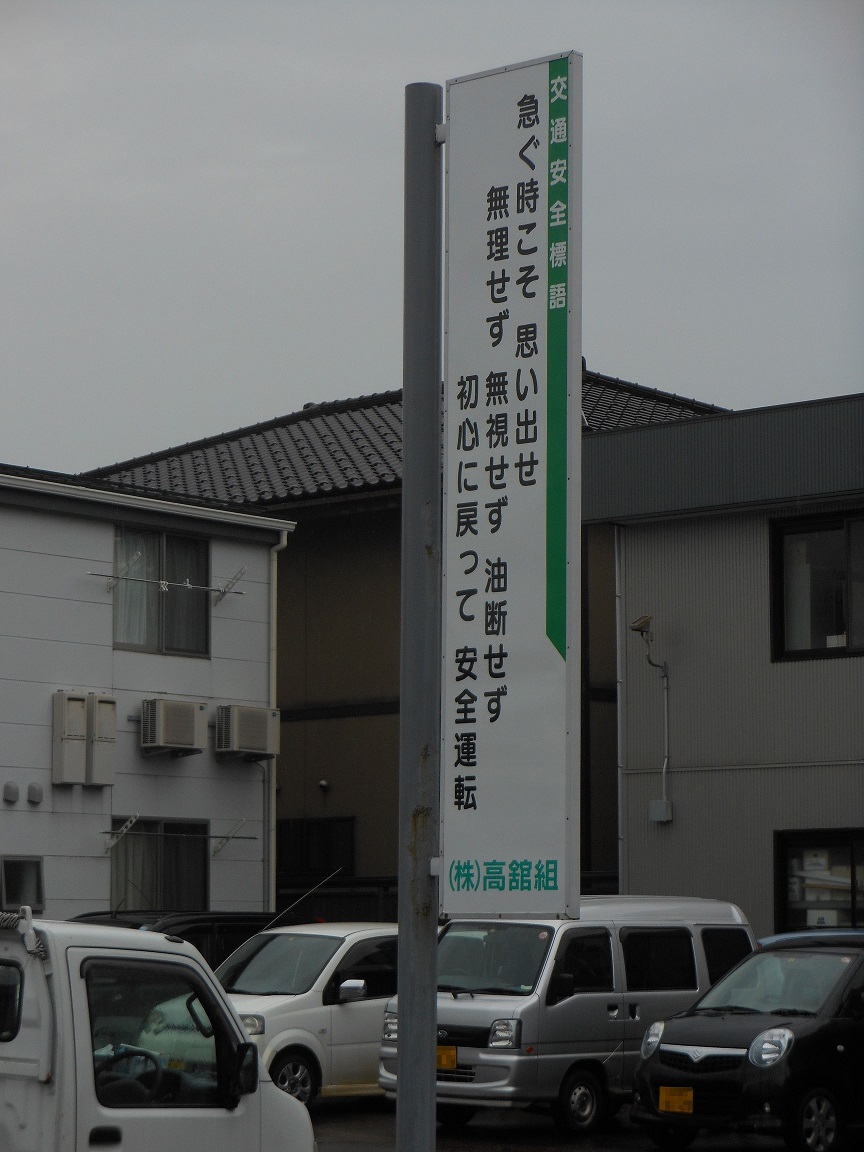 交通安全標語
急ぐ時こそ 思い出せ
無理せず 無視せず 油断せず
初心に戻って 安全運転
(株)高舘組